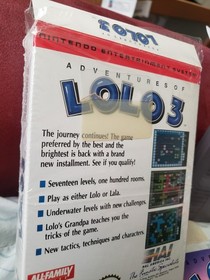 LOLO 3
NINTENDO ENTERTAINMENT SYSTEM
ADVENTURES OF
LOLO 3
The journey continues! The game
preferred by the best and the
brightest is back with a brand
new installment. See if you qualify!
■ Seventeen levels, one hundred rooms.
■ Play as either Lolo or Lala.
■ Underwater levels with new challenges.
■ Lolo's Grandpa teaches you the
tricks of the game.
■ New tactics, techniques and characters.
ALL-FAMILY
HAL